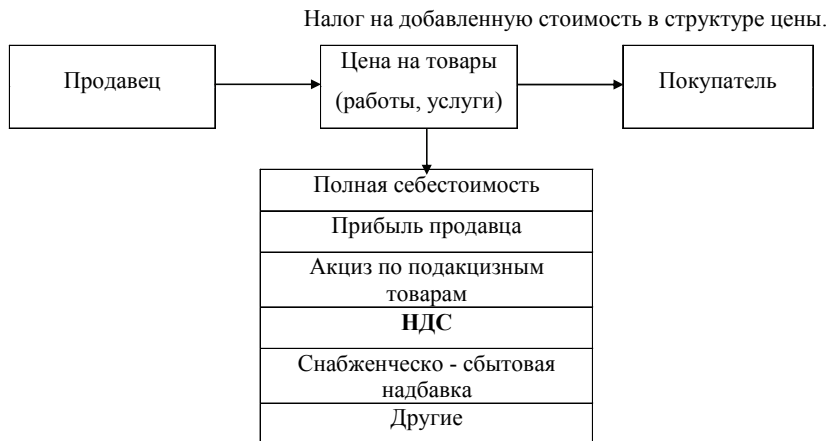 Налог на добавленную стоимость в структуре цены.
Продавец
Цена на товары
(работы, услуги)
Покупатель
Полная себестоимость
Прибыль продавца
Акциз по подакцизным
товарам
НДС
Снабженческо - сбытовая
надбавка
Другие